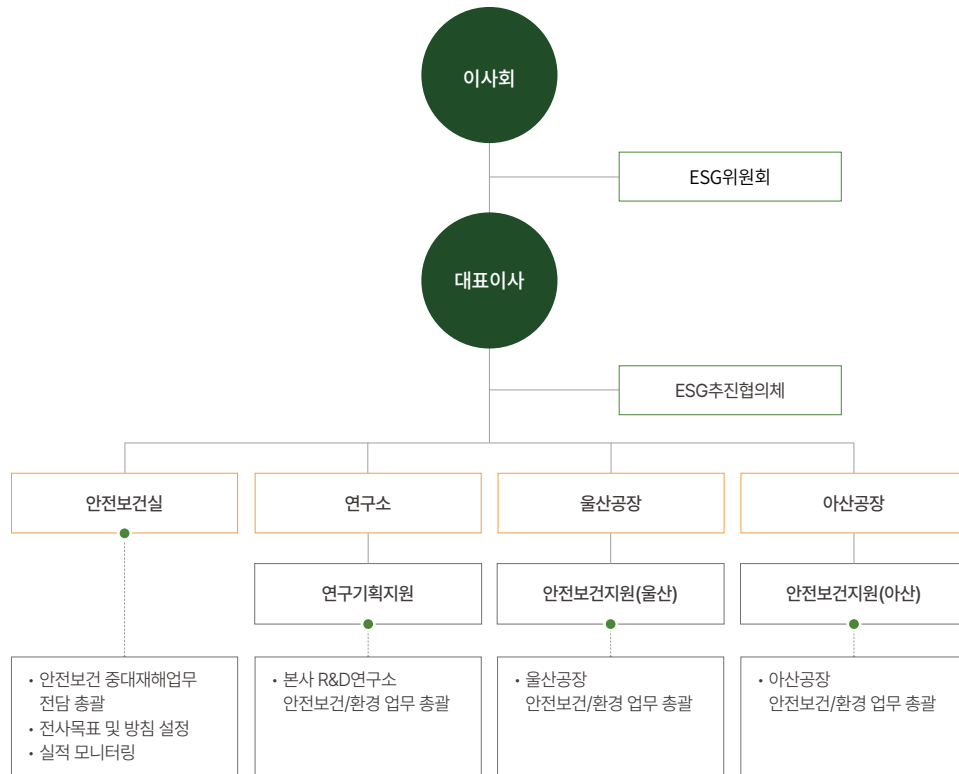 이사회
ESG위원회
대표이사
ESG추진협의체
안전보건실
연구소
울산공장
아산공장
연구기획지원
안전보건지원(울산)
안전보건지원(아산)
• 안전보건 중대재해업무
전담 총괄
• 전사목표 및 방침 설정
• 실적 모니터링
• 본사 R&D연구소
안전보건/환경 업무 총괄
• 울산공장
안전보건/환경 업무 총괄
• 아산공장
안전보건/환경 업무 총괄